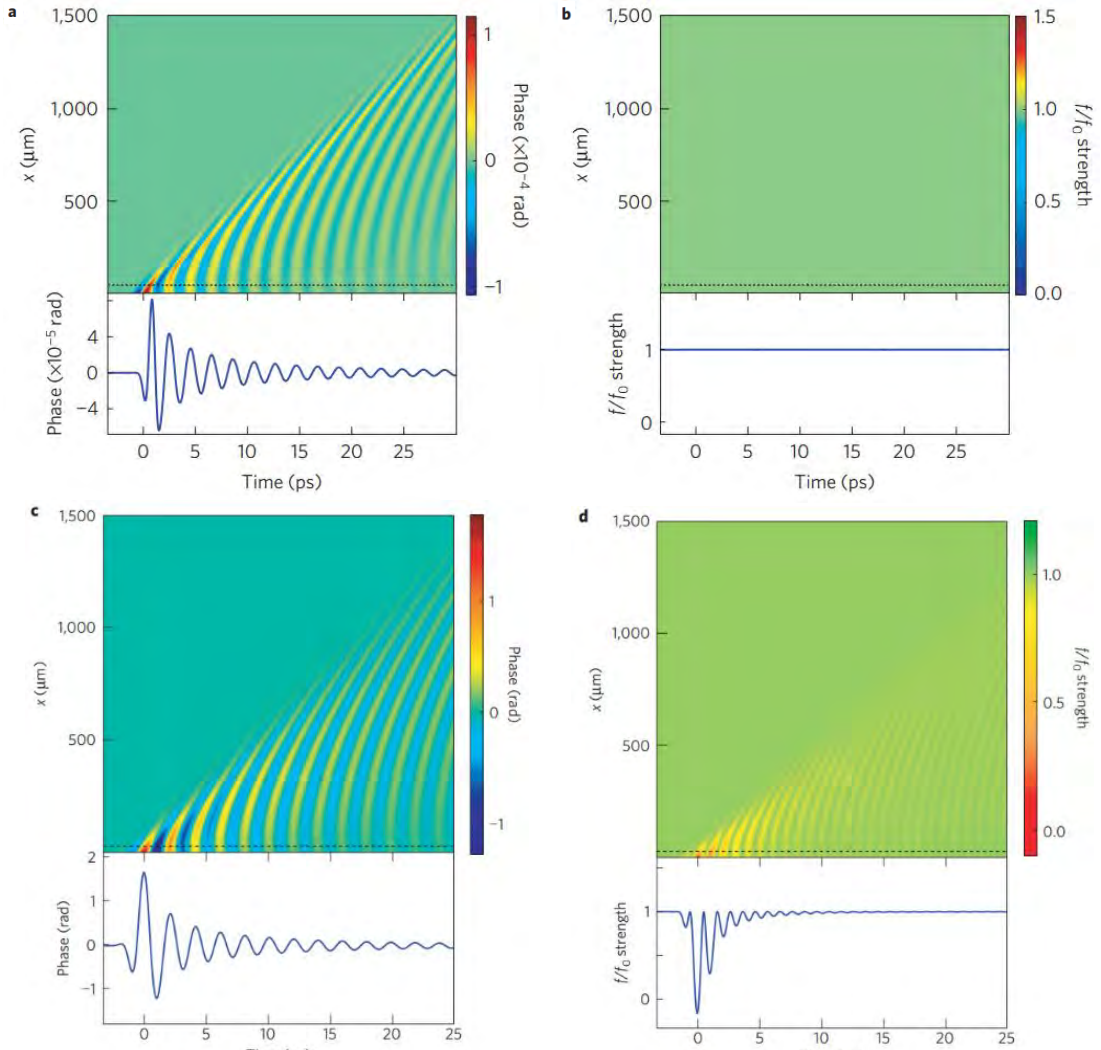 a
1,500
1,000
500
x (μm)
1
0
−1
Phase (×10⁻⁴ rad)
4
0
−4
Phase (×10⁻⁵ rad)
0 5 10 15 20 25
Time (ps)
b
1,500
1,000
500
x (μm)
1.5
1.0
0.5
0.0
f/f₀ strength
1
0
f/f₀ strength
0 5 10 15 20 25
Time (ps)
c
1,500
1,000
500
x (μm)
1
0
−1
Phase (rad)
2
1
0
−1
Phase (rad)
0 5 10 15 20 25
d
1,500
1,000
500
x (μm)
1.0
0.5
0.0
f/f₀ strength
1
0
f/f₀ strength
0 5 10 15 20 25